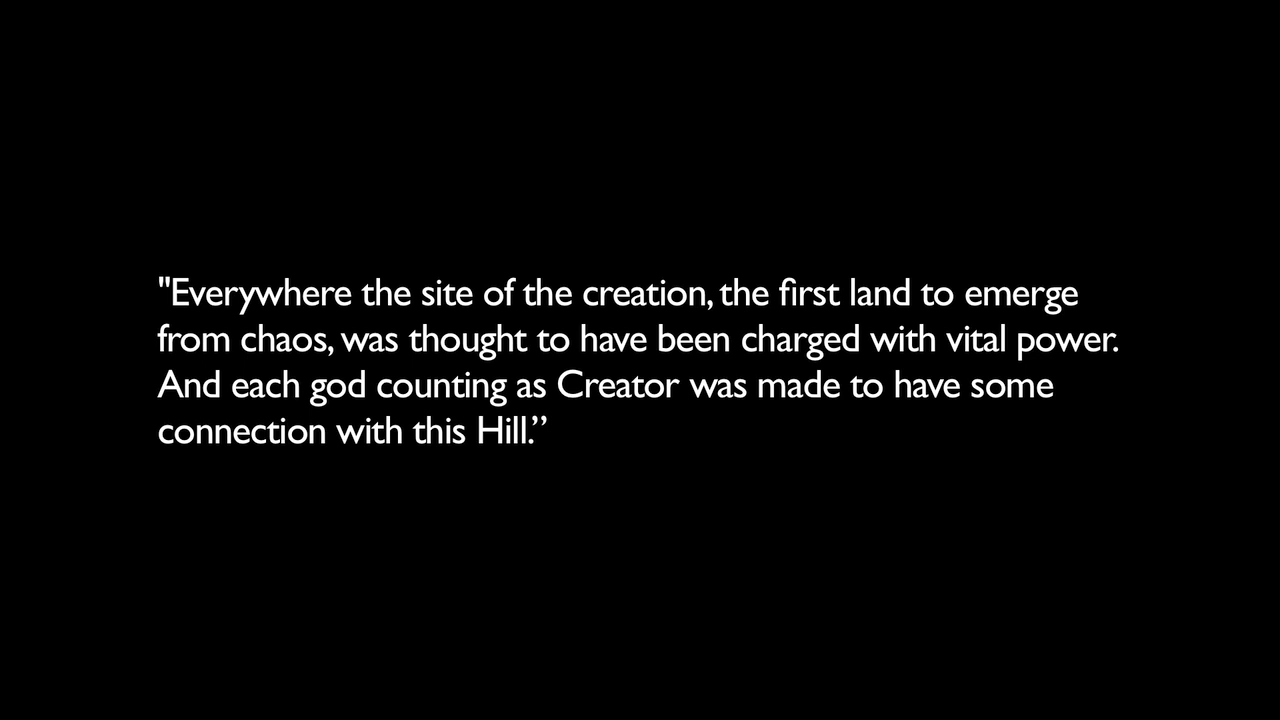 "Everywhere the site of the creation, the first land to emerge
from chaos, was thought to have been charged with vital power.
And each god counting as Creator was made to have some
connection with this Hill.”